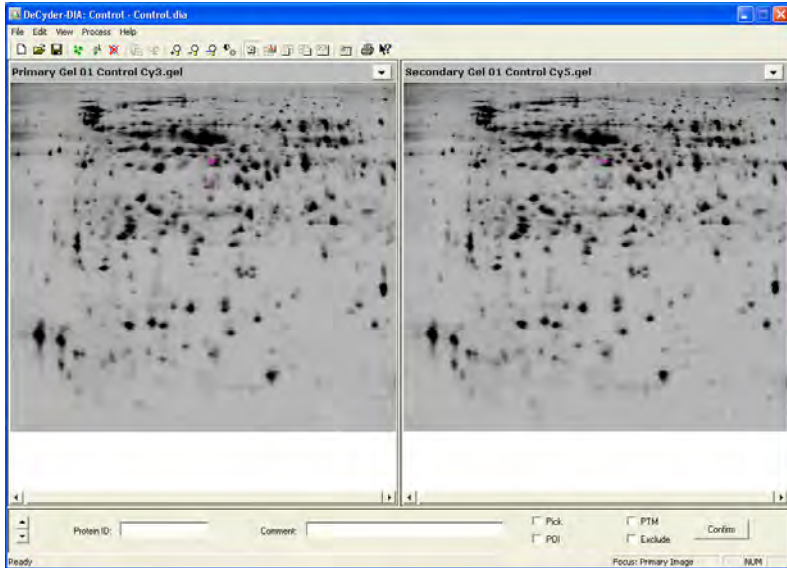 DeCyder-DIA: Control - Control.dia
File Edit View Process Help
Primary Gel 01 Control Cy3.gel
Secondary Gel 01 Control Cy5.gel
Protein ID: Comment: Pick PTM Confirm
POI Exclude
Ready Focus: Primary Image NUM